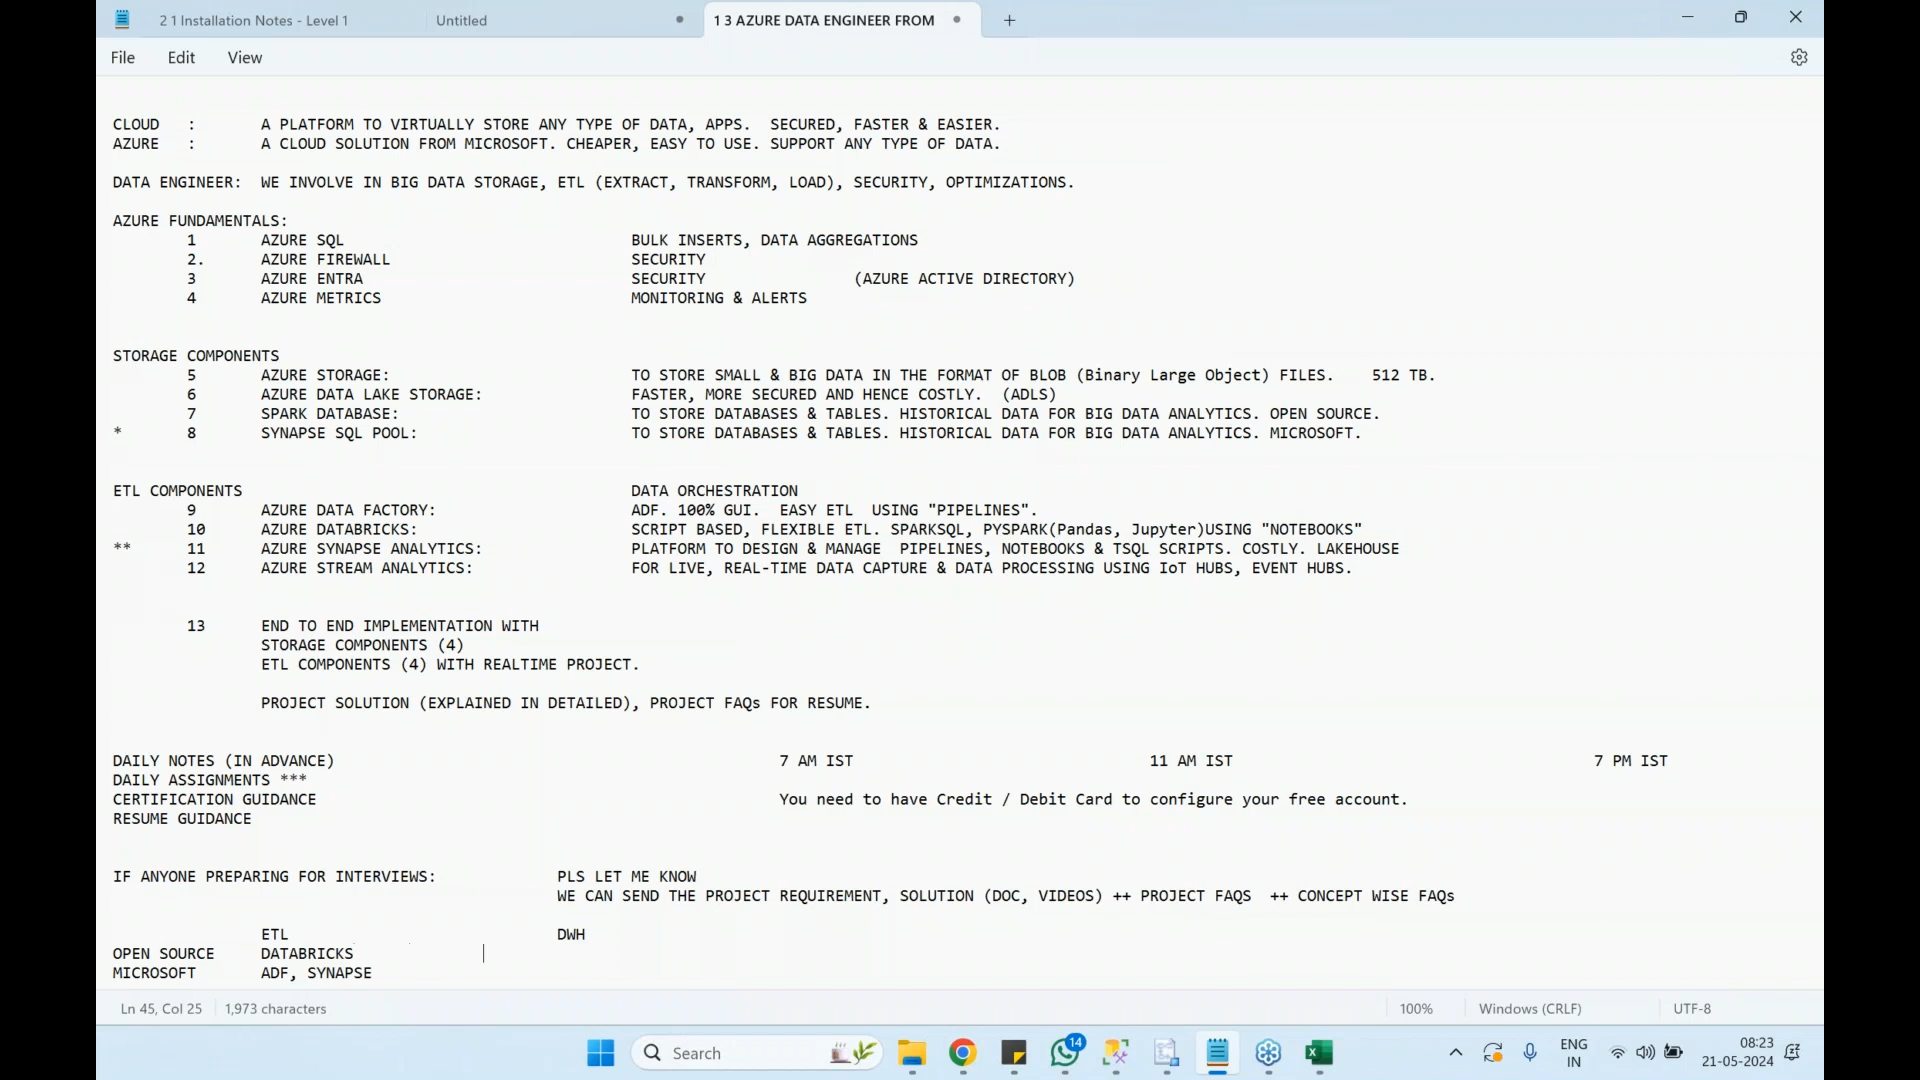 2 1 Installation Notes - Level 1 Untitled 1 3 AZURE DATA ENGINEER FROM
File Edit View
CLOUD : A PLATFORM TO VIRTUALLY STORE ANY TYPE OF DATA, APPS. SECURED, FASTER & EASIER.
AZURE : A CLOUD SOLUTION FROM MICROSOFT. CHEAPER, EASY TO USE. SUPPORT ANY TYPE OF DATA.
DATA ENGINEER: WE INVOLVE IN BIG DATA STORAGE, ETL (EXTRACT, TRANSFORM, LOAD), SECURITY, OPTIMIZATIONS.
AZURE FUNDAMENTALS:
1 AZURE SQL BULK INSERTS, DATA AGGREGATIONS
2. AZURE FIREWALL SECURITY
3 AZURE ENTRA SECURITY (AZURE ACTIVE DIRECTORY)
4 AZURE METRICS MONITORING & ALERTS
STORAGE COMPONENTS
5 AZURE STORAGE: TO STORE SMALL & BIG DATA IN THE FORMAT OF BLOB (Binary Large Object) FILES. 512 TB.
6 AZURE DATA LAKE STORAGE: FASTER, MORE SECURED AND HENCE COSTLY. (ADLS)
7 SPARK DATABASE: TO STORE DATABASES & TABLES. HISTORICAL DATA FOR BIG DATA ANALYTICS. OPEN SOURCE.
* 8 SYNAPSE SQL POOL: TO STORE DATABASES & TABLES. HISTORICAL DATA FOR BIG DATA ANALYTICS. MICROSOFT.
ETL COMPONENTS DATA ORCHESTRATION
9 AZURE DATA FACTORY: ADF. 100% GUI. EASY ETL USING "PIPELINES".
10 AZURE DATABRICKS: SCRIPT BASED, FLEXIBLE ETL. SPARKSQL, PYSPARK(Pandas, Jupyter)USING "NOTEBOOKS"
** 11 AZURE SYNAPSE ANALYTICS: PLATFORM TO DESIGN & MANAGE PIPELINES, NOTEBOOKS & TSQL SCRIPTS. COSTLY. LAKEHOUSE
12 AZURE STREAM ANALYTICS: FOR LIVE, REAL-TIME DATA CAPTURE & DATA PROCESSING USING IoT HUBS, EVENT HUBS.
13 END TO END IMPLEMENTATION WITH
STORAGE COMPONENTS (4)
ETL COMPONENTS (4) WITH REALTIME PROJECT.
PROJECT SOLUTION (EXPLAINED IN DETAILED), PROJECT FAQs FOR RESUME.
DAILY NOTES (IN ADVANCE) 7 AM IST 11 AM IST 7 PM IST
DAILY ASSIGNMENTS ***
CERTIFICATION GUIDANCE You need to have Credit / Debit Card to configure your free account.
RESUME GUIDANCE
IF ANYONE PREPARING FOR INTERVIEWS: PLS LET ME KNOW
WE CAN SEND THE PROJECT REQUIREMENT, SOLUTION (DOC, VIDEOS) ++ PROJECT FAQS ++ CONCEPT WISE FAQs
ETL DWH
OPEN SOURCE DATABRICKS
MICROSOFT ADF, SYNAPSE
Ln 45, Col 25 1,973 characters 100% Windows (CRLF) UTF-8
Search 14 ENG IN 08:23 21-05-2024